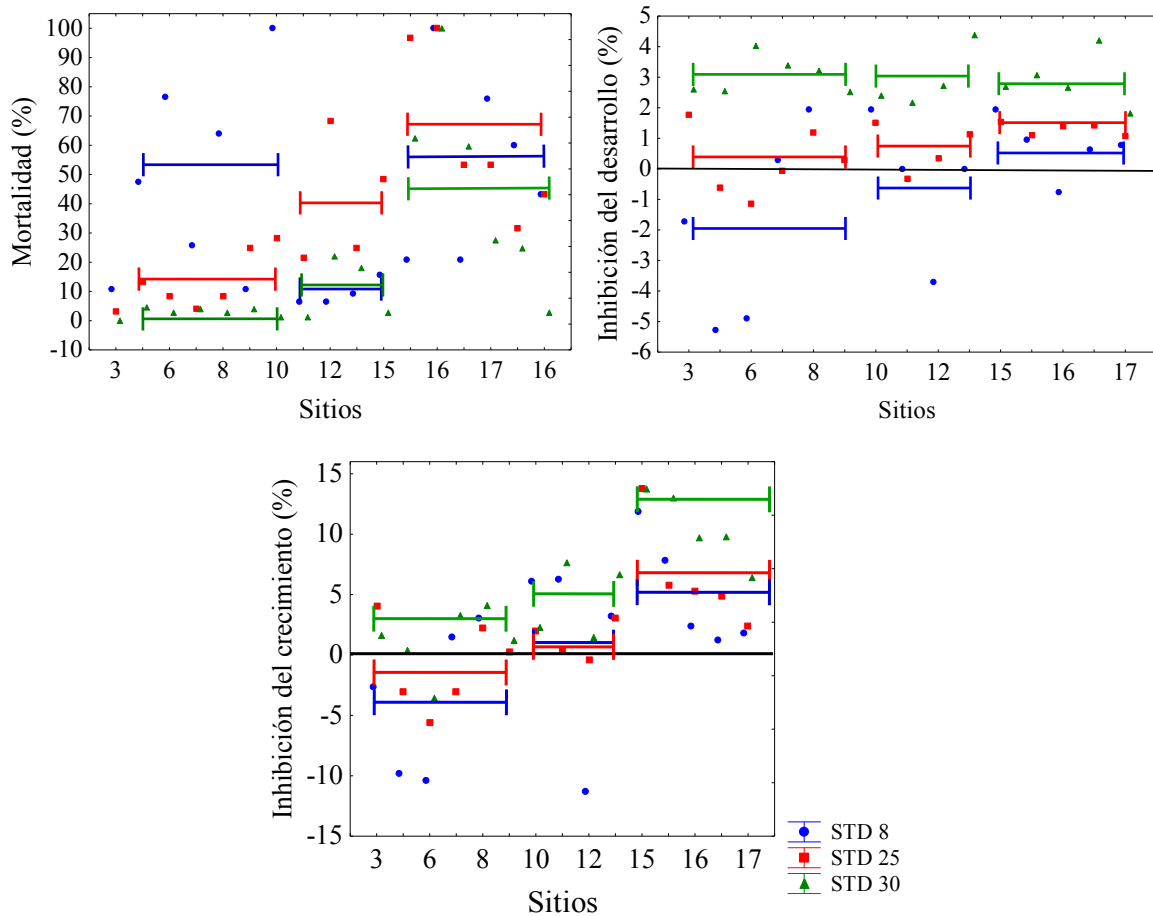 Mortalidad (%)
100
90
80
70
60
50
40
30
20
10
0
-10
3 6 8 10 12 15 16 17 16
Sitios
Inhibición del desarrollo (%)
5
4
3
2
1
0
-1
-2
-3
-4
-5
-6
3 6 8 10 12 15 16 17
Sitios
Inhibición del crecimiento (%)
15
10
5
0
-5
-10
-15
3 6 8 10 12 15 16 17
Sitios
STD 8
STD 25
STD 30